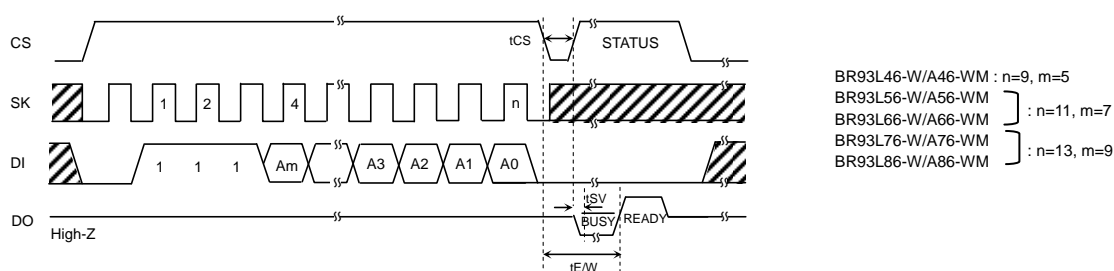 CS
tCS
STATUS
SK
1 2 4 n
DI
1 1 1 Am A3 A2 A1 A0
tSV
DO
BUSY READY
High-Z
tE/W
BR93L46-W/A46-WM : n=9, m=5
BR93L56-W/A56-WM
BR93L66-W/A66-WM
: n=11, m=7
BR93L76-W/A76-WM
BR93L86-W/A86-WM
: n=13, m=9